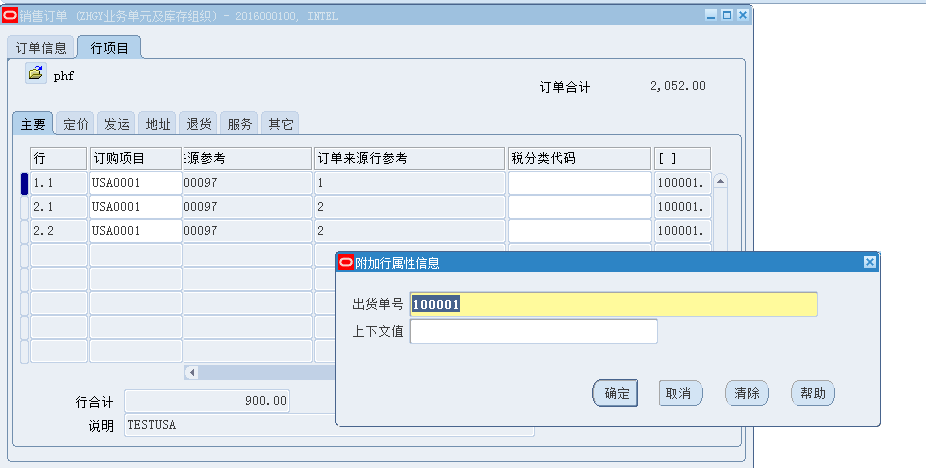 销售订单 (ZHGY业务单元及库存组织) - 2016000100, INTEL
订单信息 行项目
phf
订单合计 2,052.00
主要 定价 发运 地址 退货 服务 其它
行 订购项目 源参考 订单来源行参考 税分类代码 [ ]
1.1 USA0001 00097 1 100001.
2.1 USA0001 00097 2 100001.
2.2 USA0001 00097 2 100001.
附加行属性信息
出货单号 100001
上下文值
确定 取消 清除 帮助
行合计 900.00
说明 TESTUSA